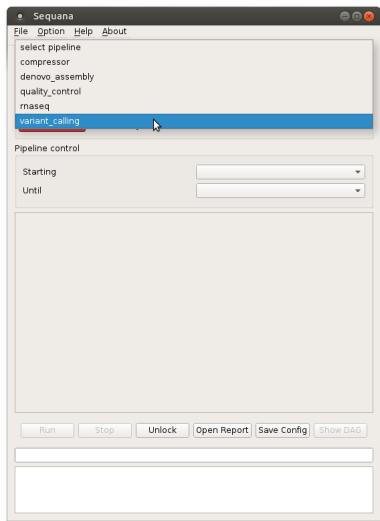 Sequana
File Option Help About
select pipeline
compressor
denovo_assembly
quality_control
rnaseq
variant_calling
Pipeline control
Starting
Until
Run Stop Unlock Open Report Save Config Show DAG